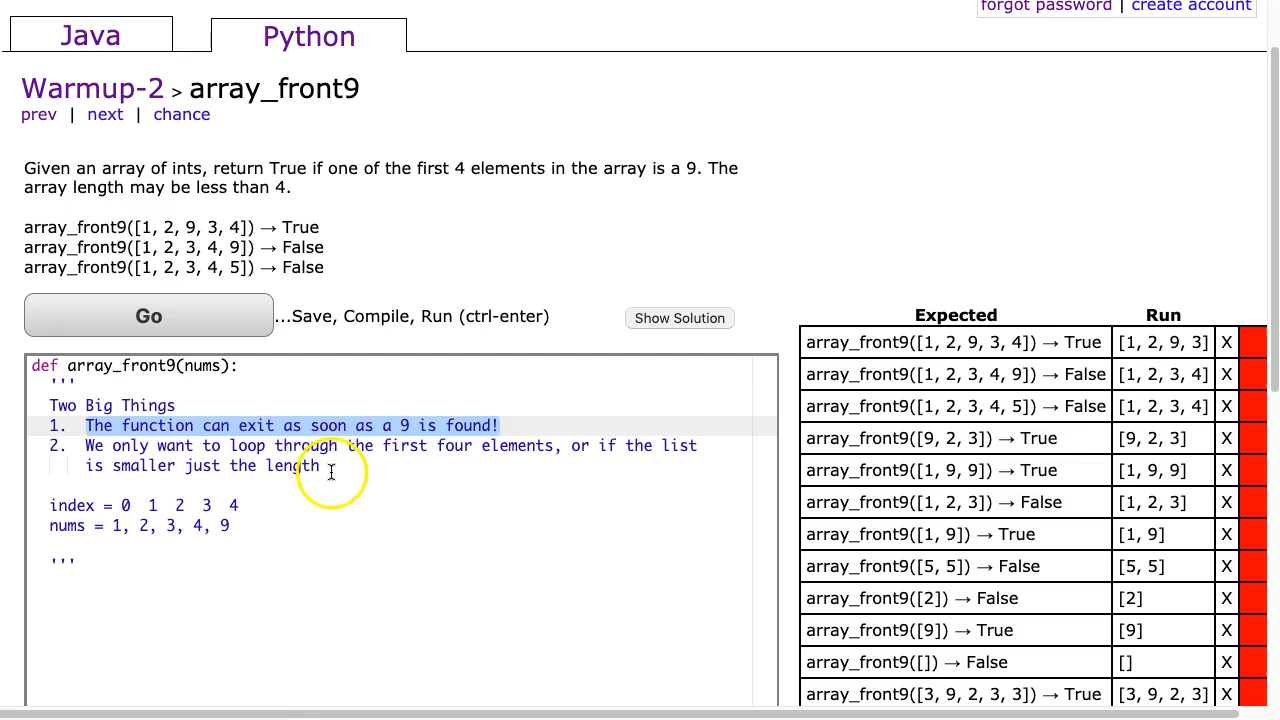 forgot password | create account
Java
Python
Warmup-2 > array_front9
prev | next | chance
Given an array of ints, return True if one of the first 4 elements in the array is a 9. The
array length may be less than 4.
array_front9([1, 2, 9, 3, 4]) → True
array_front9([1, 2, 3, 4, 9]) → False
array_front9([1, 2, 3, 4, 5]) → False
Go
...Save, Compile, Run (ctrl-enter)
Show Solution
def array_front9(nums):
'''
Two Big Things
1. The function can exit as soon as a 9 is found!
2. We only want to loop through the first four elements, or if the list
is smaller just the length
index = 0 1 2 3 4
nums = 1, 2, 3, 4, 9
'''
Expected Run
array_front9([1, 2, 9, 3, 4]) → True [1, 2, 9, 3] X
array_front9([1, 2, 3, 4, 9]) → False [1, 2, 3, 4] X
array_front9([1, 2, 3, 4, 5]) → False [1, 2, 3, 4] X
array_front9([9, 2, 3]) → True [9, 2, 3] X
array_front9([1, 9, 9]) → True [1, 9, 9] X
array_front9([1, 2, 3]) → False [1, 2, 3] X
array_front9([1, 9]) → True [1, 9] X
array_front9([5, 5]) → False [5, 5] X
array_front9([2]) → False [2] X
array_front9([9]) → True [9] X
array_front9([]) → False [] X
array_front9([3, 9, 2, 3, 3]) → True [3, 9, 2, 3] X